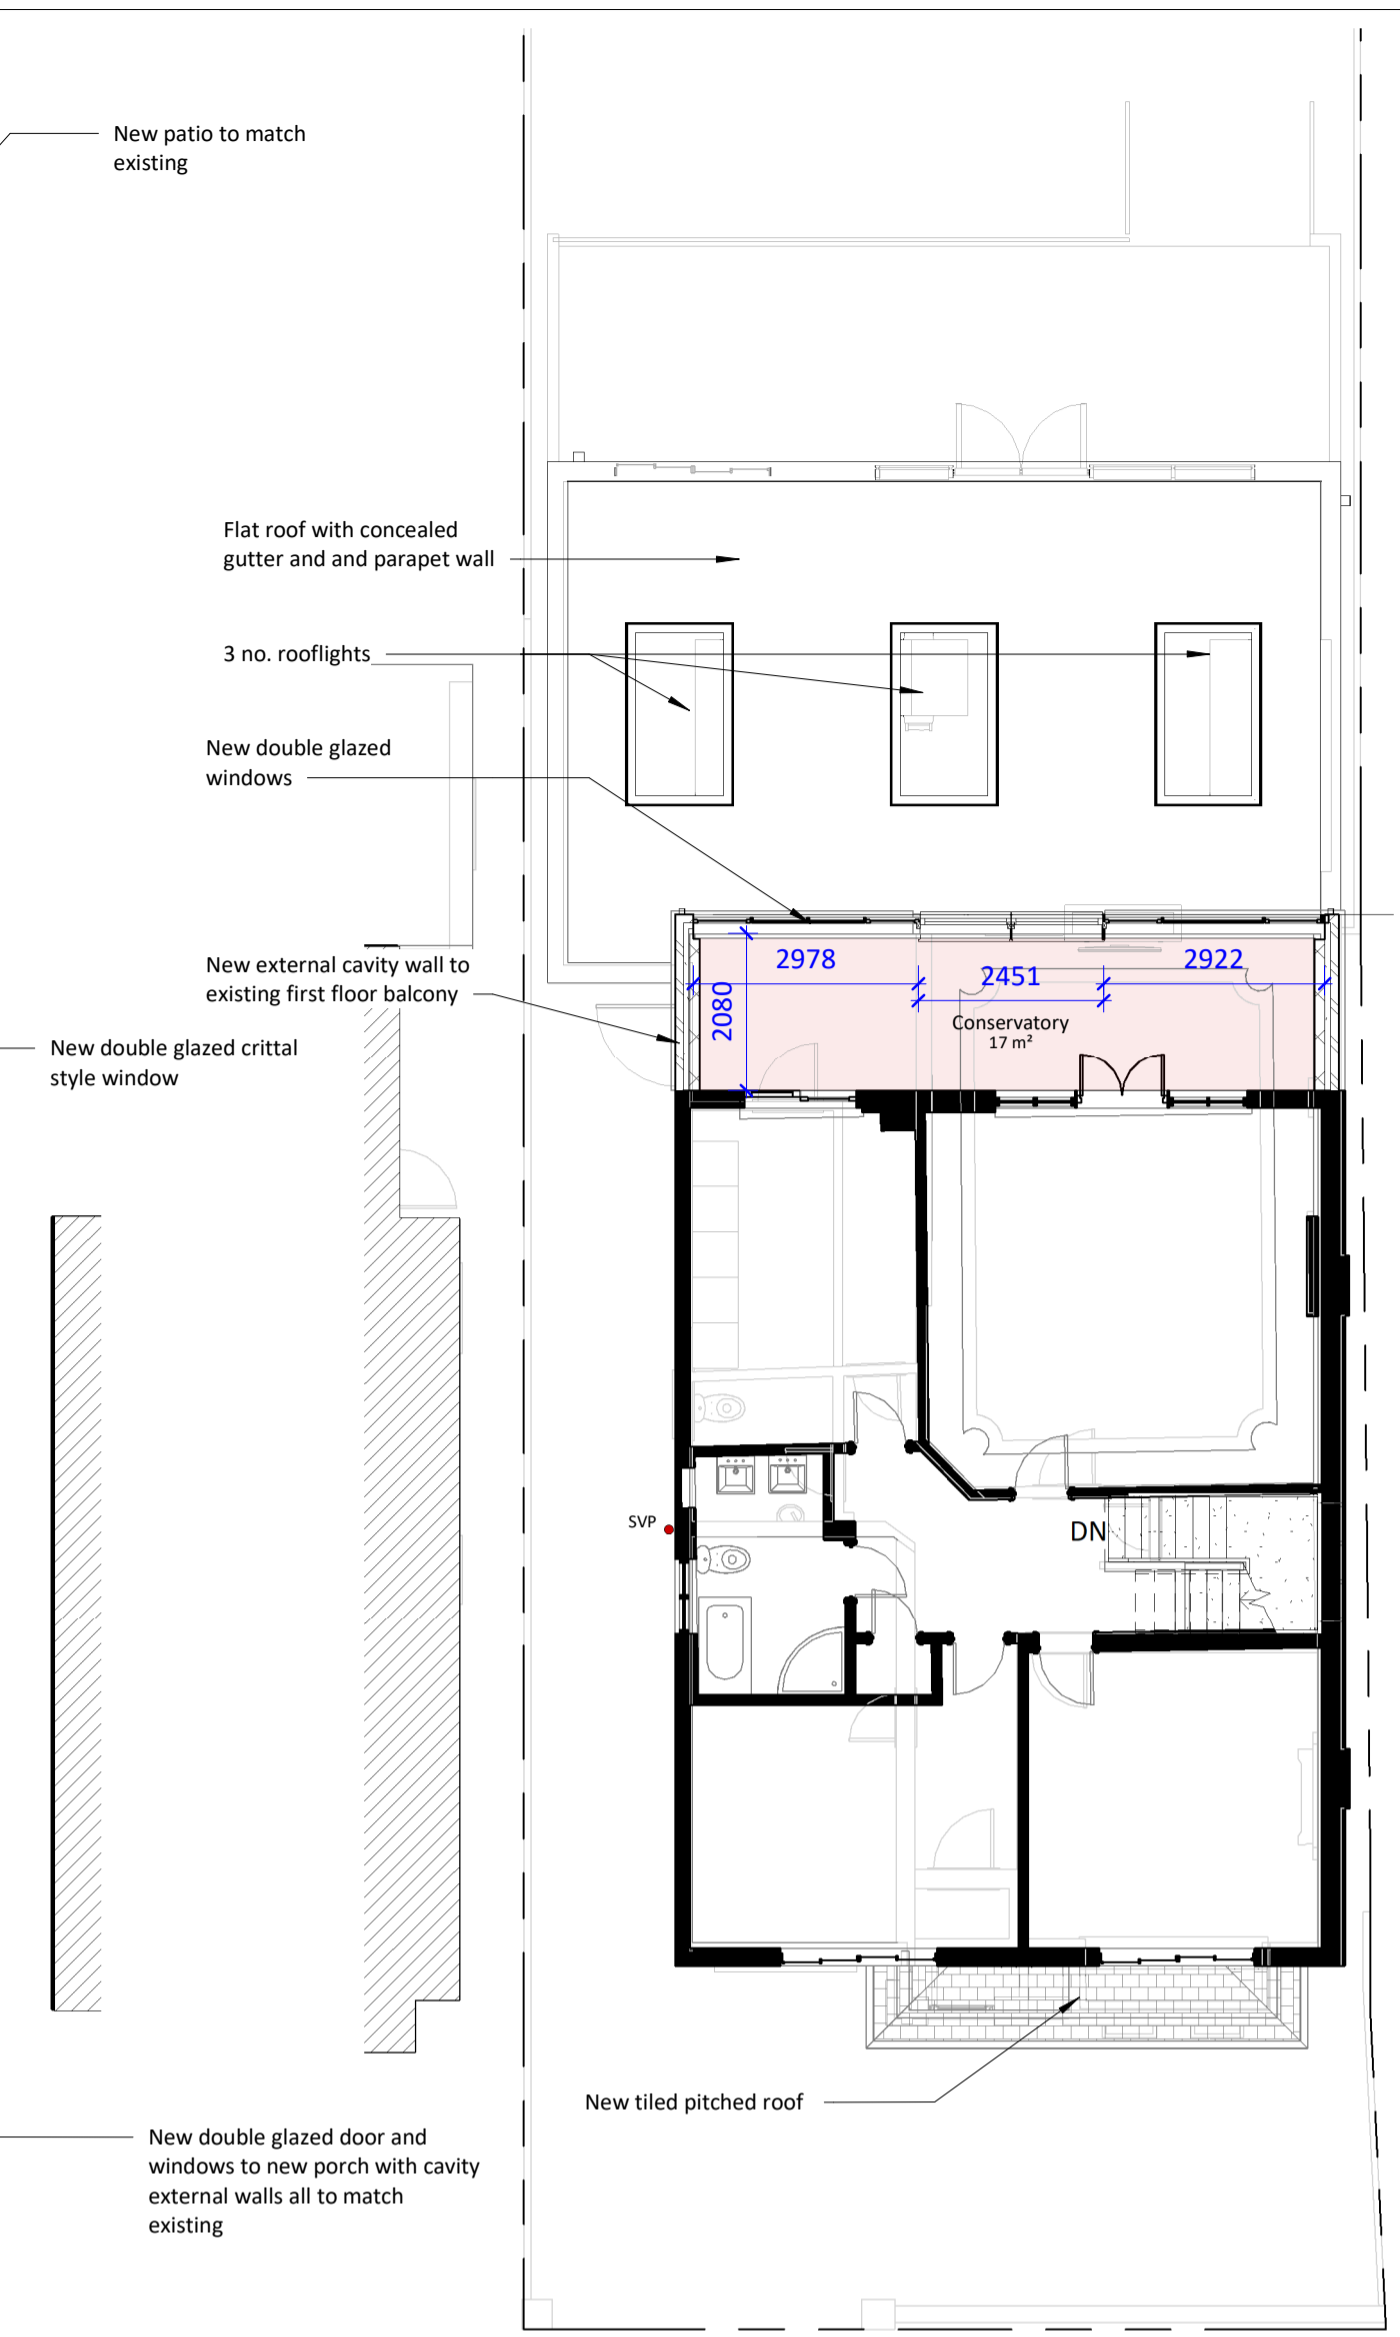 New patio to match
existing
Flat roof with concealed
gutter and and parapet wall
3 no. rooflights
New double glazed
windows
New external cavity wall to
existing first floor balcony
2978
2451
2922
2080
Conservatory
17 m²
New double glazed crittal
style window
SVP
DN
New tiled pitched roof
New double glazed door and
windows to new porch with cavity
external walls all to match
existing